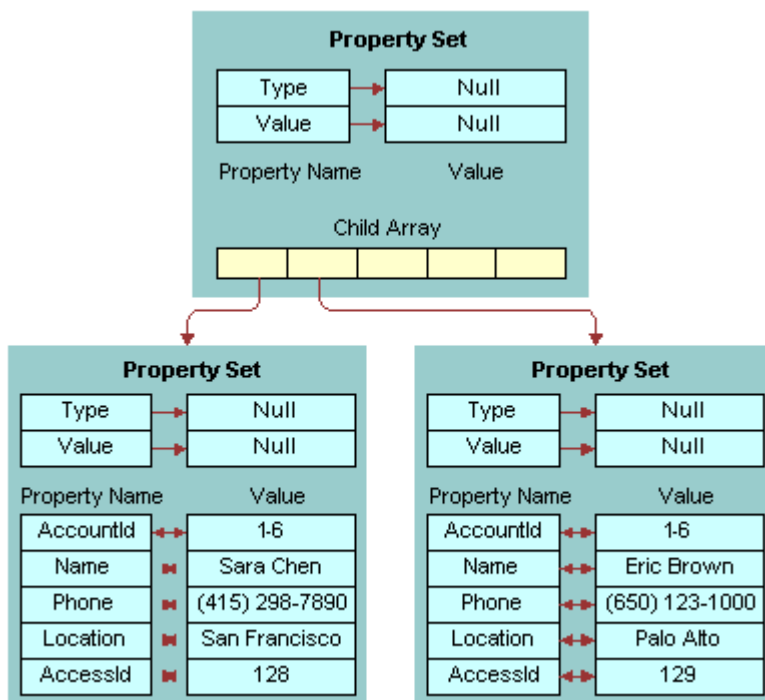 Property Set
Type Null
Value Null
Property Name Value
Child Array
Property Set
Type Null
Value Null
Property Name Value
AccountId 1-6
Name Sara Chen
Phone (415) 298-7890
Location San Francisco
AccessId 128
Property Set
Type Null
Value Null
Property Name Value
AccountId 1-6
Name Eric Brown
Phone (650) 123-1000
Location Palo Alto
AccessId 129